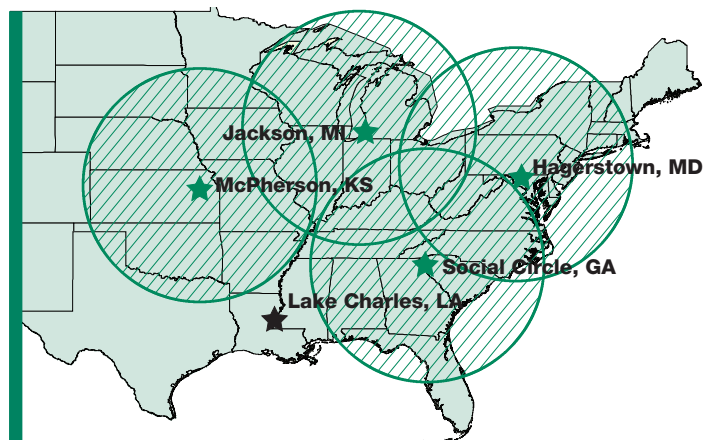 Jackson, MI
Hagerstown, MD
McPherson, KS
Social Circle, GA
Lake Charles, LA